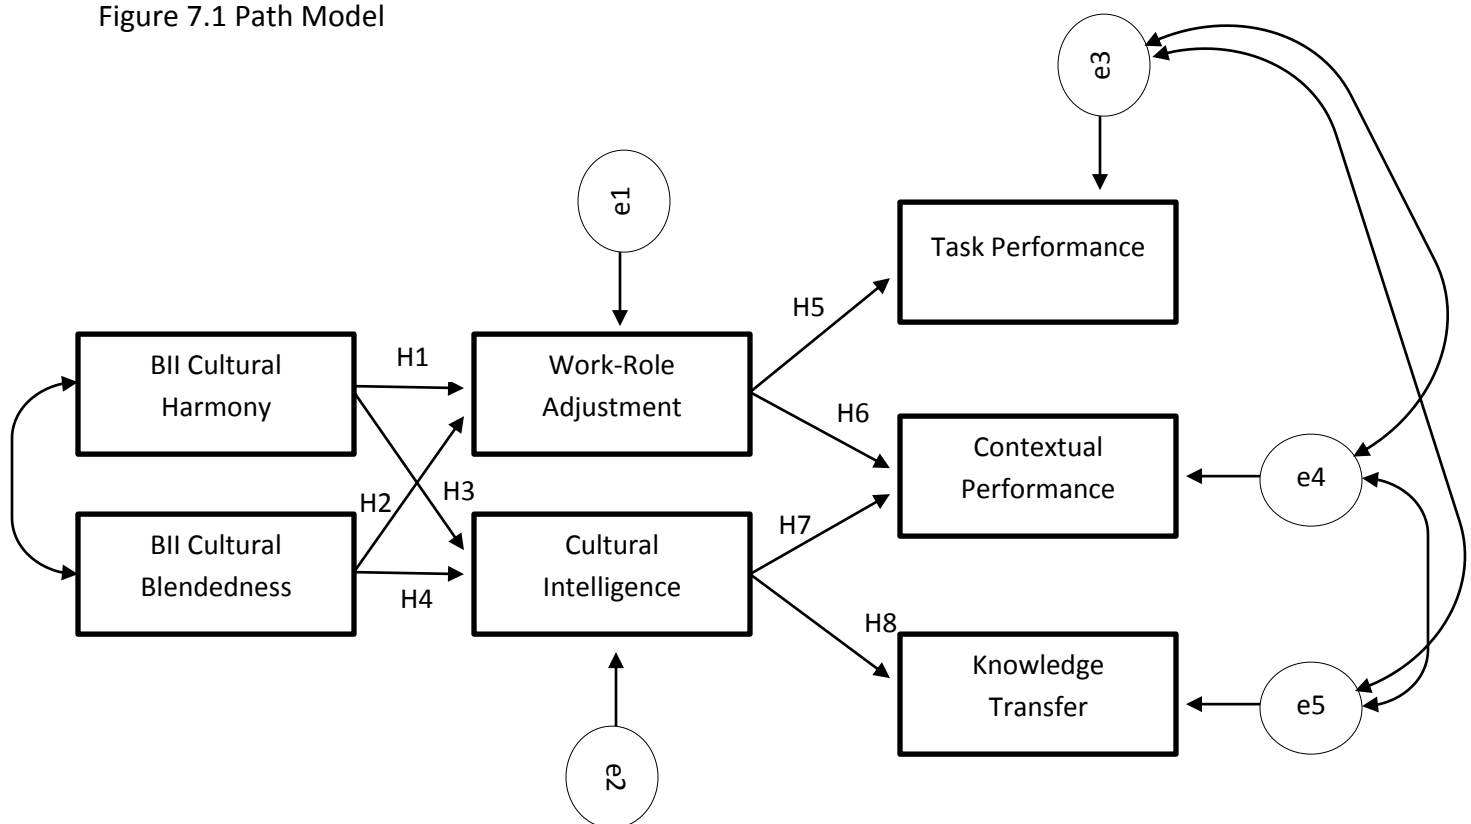 Figure 7.1 Path Model
e3
e1
Task Performance
H5
BII Cultural
Harmony
H1
Work-Role
Adjustment
H6
Contextual
Performance
e4
H2
H3
H7
BII Cultural
Blendedness
H4
Cultural
Intelligence
H8
Knowledge
Transfer
e5
e2